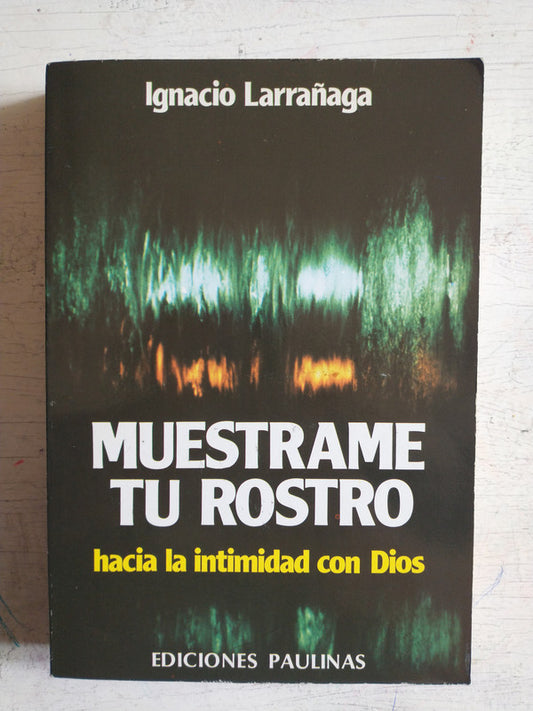 Ignacio Larrañaga
MUESTRAME
TU ROSTRO
hacia la intimidad con Dios
EDICIONES PAULINAS